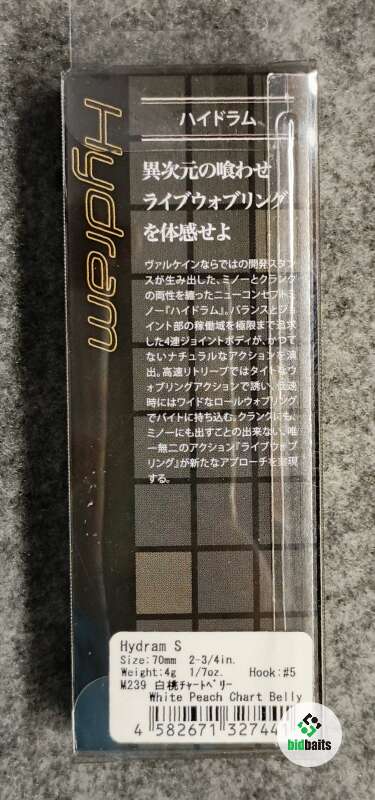 Hydram
ハイドラム
異次元の喰わせ
ライブウォブリング
を体感せよ
ヴァルケインならではの開発スタン
スが生み出した、ミノーとクランク
の両性を纏ったニューコンセプトミ
ノー『ハイドラム』。バランスとジョ
イント部の稼働域を極限まで追求
した4連ジョイントボディが、かつて
ないナチュラルなアクションを演
出。高速リトリーブではタイトなウ
ォブリングアクションで誘い、低速
時にはワイドなロールウォブリング
でバイトに持ち込む。クランクにも、
ミノーにも出すことの出来ない、唯
一無二のアクション『ライブウォブ
リング』が新たなアプローチを実現
する。
Hydram S
Size:70mm 2-3/4in.
Weight:4g 1/7oz. Hook:#5
M239 白桃チャートベリー
White Peach Chart Belly
4 582671 32744
bidbaits